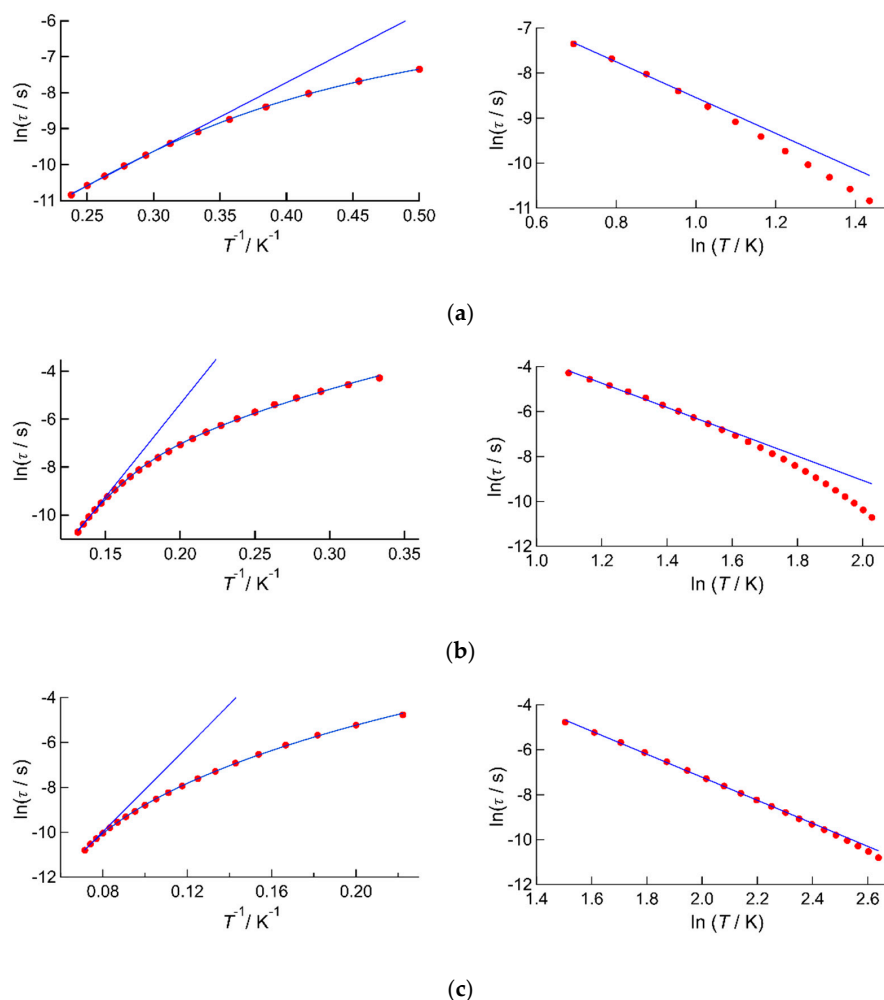 -6
-7
-8
-9
-10
-11
ln(τ / s)
0.25 0.30 0.35 0.40 0.45 0.50
T⁻¹/ K⁻¹
-7
-8
-9
-10
-11
ln(τ / s)
0.6 0.8 1.0 1.2 1.4
ln (T / K)
(a)
-4
-6
-8
-10
ln(τ / s)
0.15 0.20 0.25 0.30 0.35
T⁻¹/ K⁻¹
-4
-6
-8
-10
-12
ln(τ / s)
1.0 1.2 1.4 1.6 1.8 2.0
ln (T / K)
(b)
-4
-6
-8
-10
-12
ln(τ / s)
0.08 0.12 0.16 0.20
T⁻¹/ K⁻¹
-4
-6
-8
-10
-12
ln(τ / s)
1.4 1.6 1.8 2.0 2.2 2.4 2.6
ln (T / K)
(c)